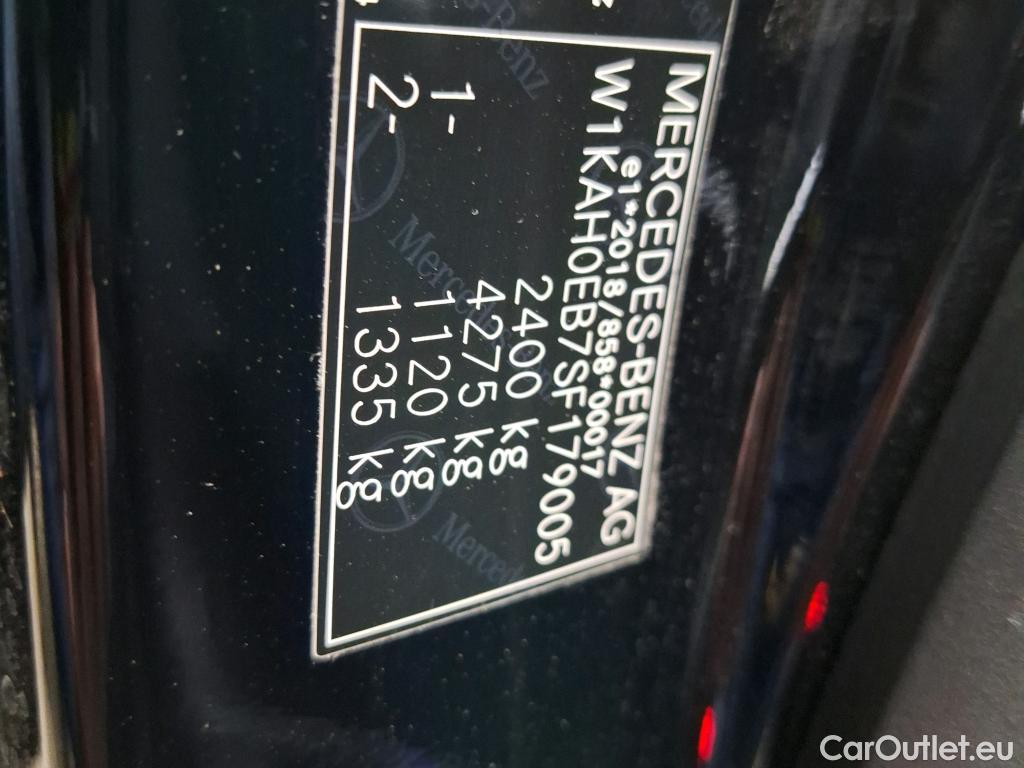 MERCEDES-BENZ AG
e1*2018/858*00017
W1KAH0EB7SF179005
2400 kg
4275 kg
1- 1120 kg
2- 1335 kg
CarOutlet.eu